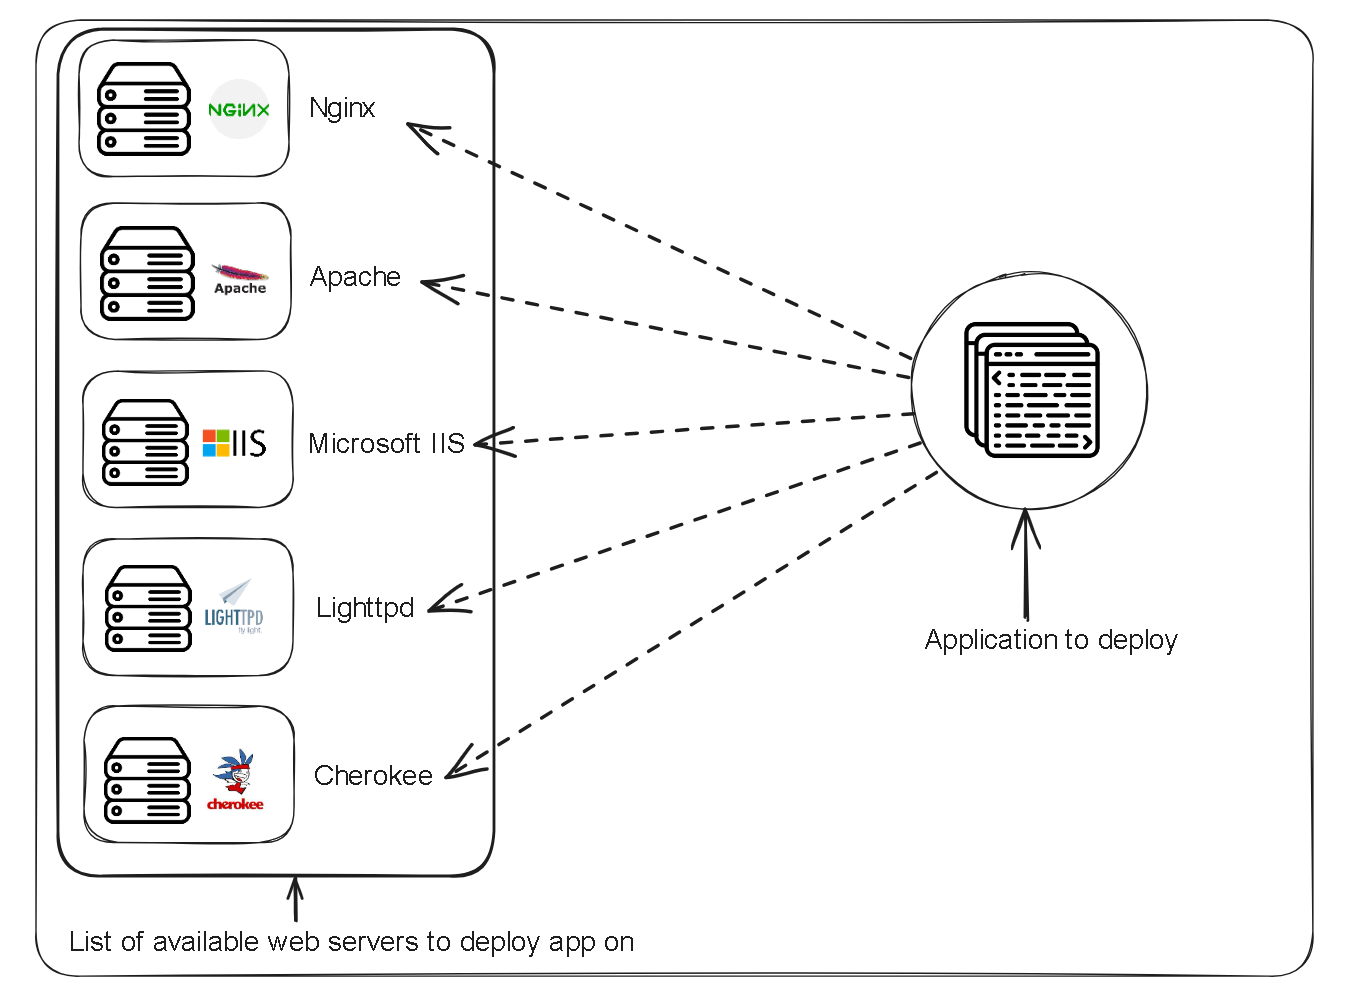 NGINX
Nginx
Apache
Apache
IIS
Microsoft IIS
LIGHTTPD
fly light.
Lighttpd
cherokee
Cherokee
Application to deploy
List of available web servers to deploy app on